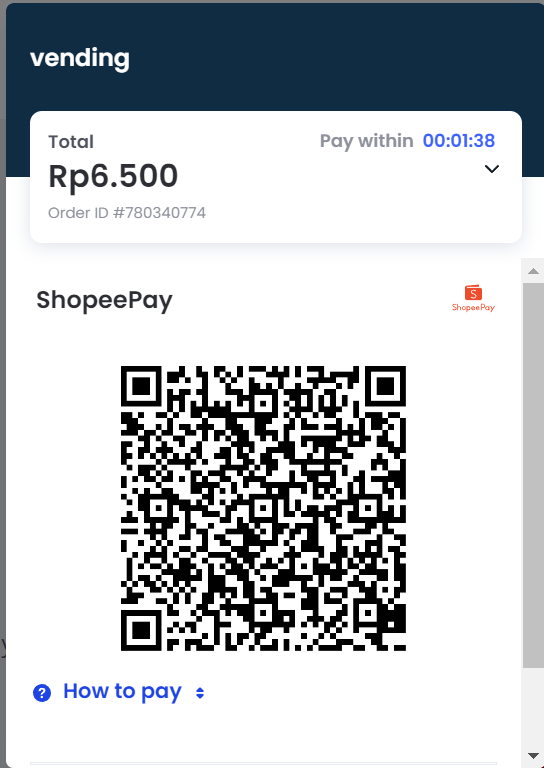 vending
Total
Pay within 00:01:38
Rp6.500
Order ID #780340774
ShopeePay
S
ShopeePay
? How to pay